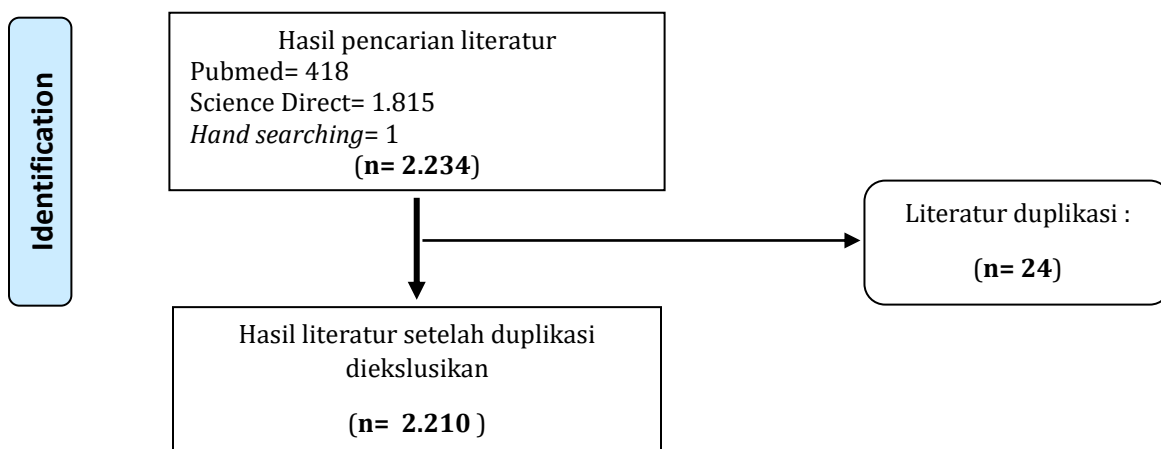 Identification
Hasil pencarian literatur
Pubmed= 418
Science Direct= 1.815
Hand searching= 1
(n= 2.234)
Literatur duplikasi :
(n= 24)
Hasil literatur setelah duplikasi
diekslusikan
(n= 2.210 )